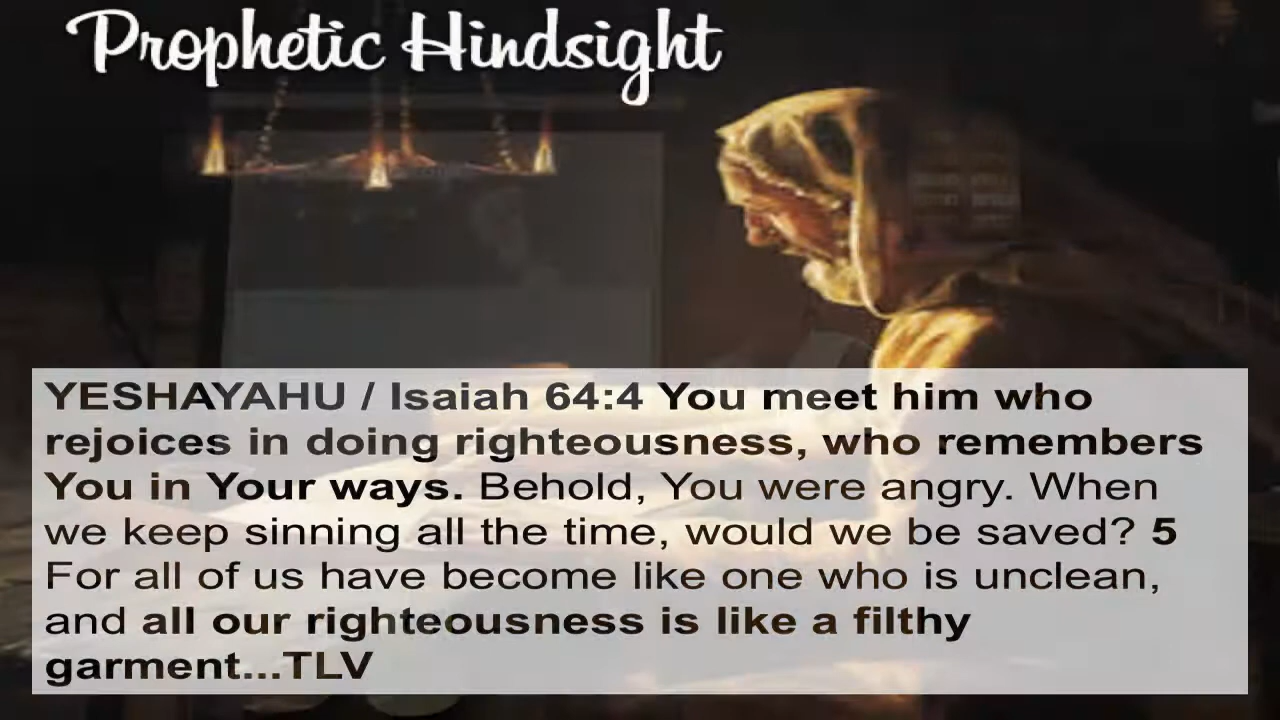 Prophetic Hindsight
YESHAYAHU / Isaiah 64:4 You meet him who
rejoices in doing righteousness, who remembers
You in Your ways. Behold, You were angry. When
we keep sinning all the time, would we be saved? 5
For all of us have become like one who is unclean,
and all our righteousness is like a filthy
garment...TLV